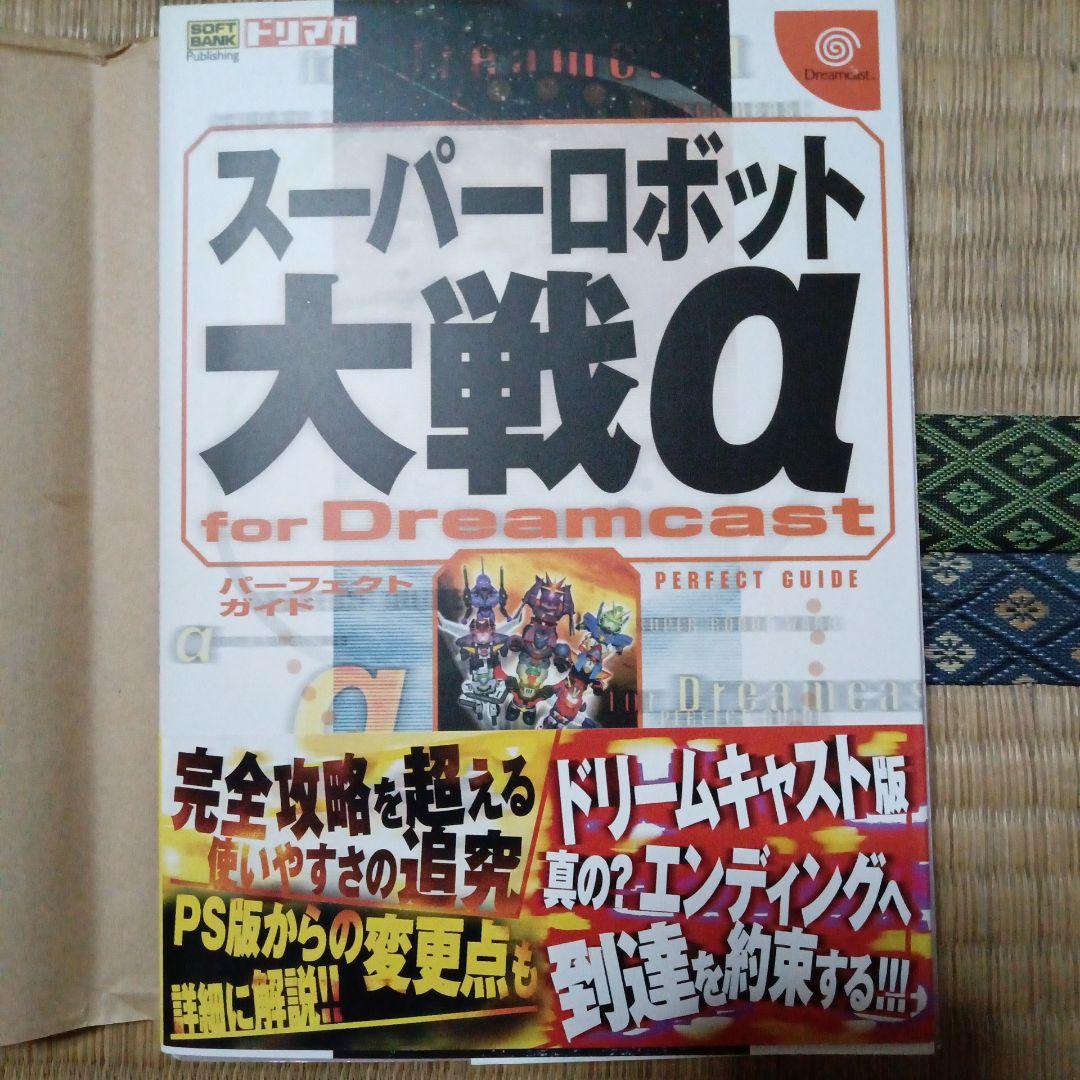 SOFT
BANK
Publishing
ドリマガ
Dreamcast
スーパーロボット
大戦α
for Dreamcast
パーフェクト
ガイド
PERFECT GUIDE
α
α
for Dreamcast
PERFECT GUIDE
完全攻略を超える
使いやすさの追究
PS版からの変更点も
詳細に解説!!
ドリームキャスト版
真の?エンディングへ
到達を約束する!!!